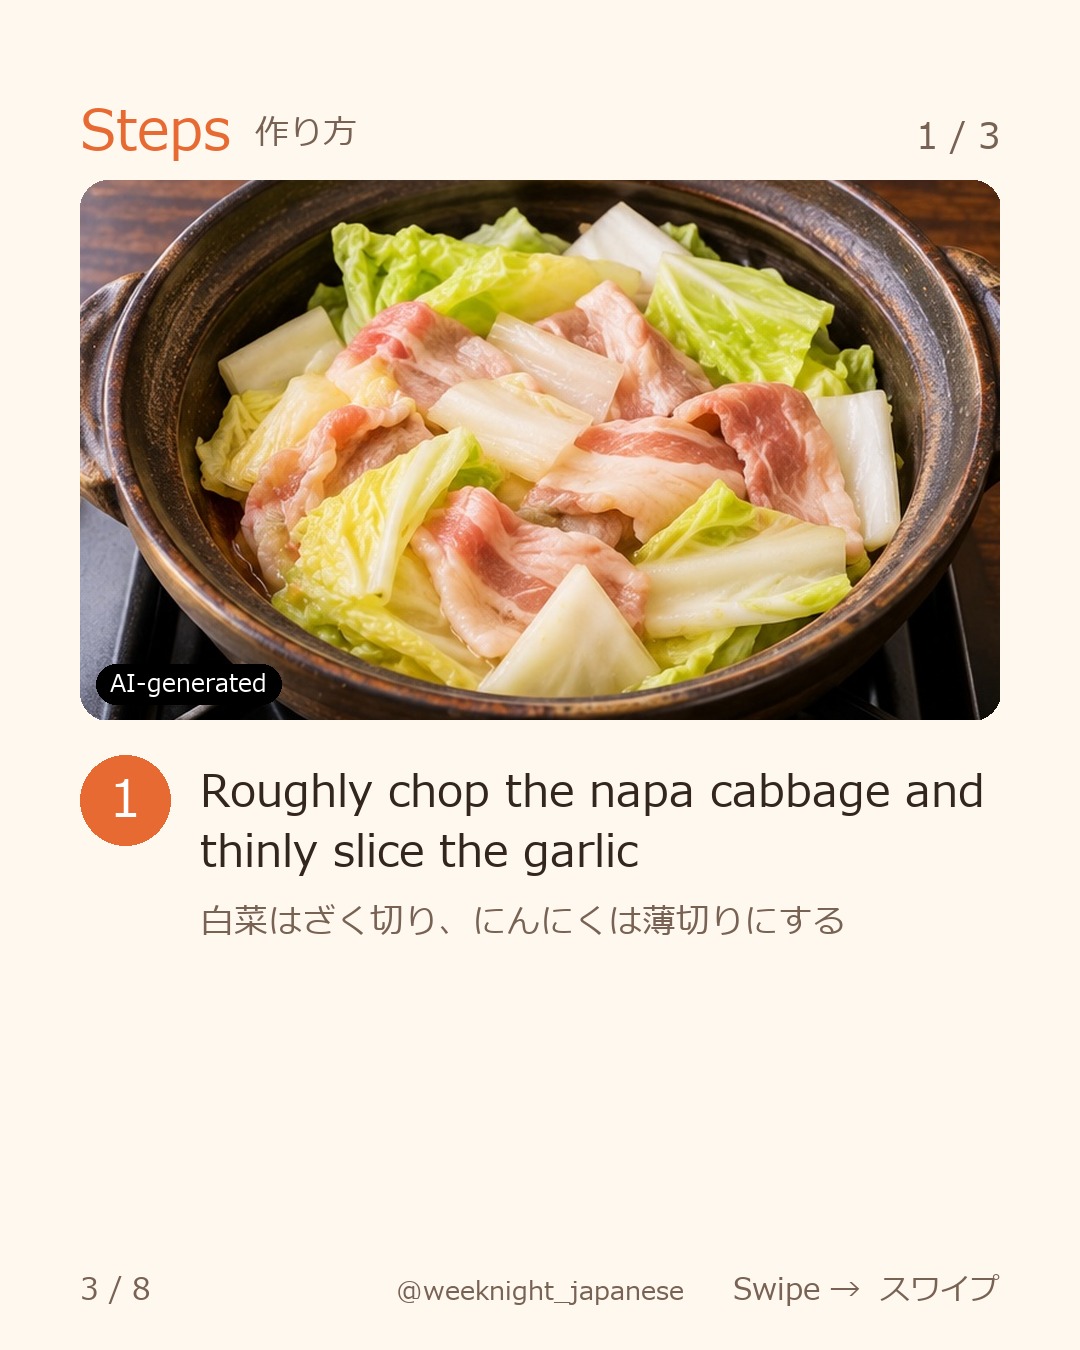 Steps 作り方
1 / 3
AI-generated
1
Roughly chop the napa cabbage and
thinly slice the garlic
白菜はざく切り、にんにくは薄切りにする
3 / 8
@weeknight_japanese
Swipe → スワイプ